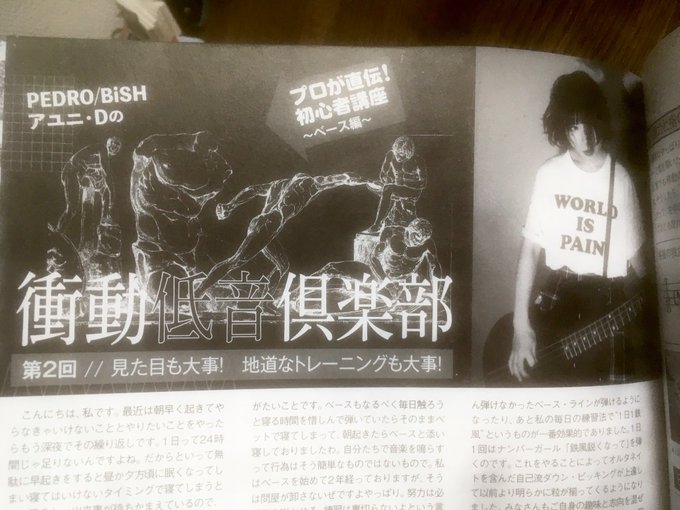 PEDRO/BiSH
アユニ・Dの
プロが直伝!
初心者講座
~ベース編~
WORLD
IS
PAIN
衝動低音倶楽部
第2回 // 見た目も大事! 地道なトレーニングも大事!
こんにちは、私です。最近は朝早く起きてや
らなきゃいけないこととやりたいことをやった
らもう深夜でその繰り返しです。1日って24時
間じゃ足りないんですよね。だからといって無
駄に早起きをすると昼か夕方頃に眠くなってし
まい寝てはいけないタイミングで寝てしまうと
がたいことです。ベースもなるべく毎日触ろう
と寝る時間を惜しんで弾いていたらそのままベ
ットで寝てしまって、朝起きたらベースと添い
寝しておりましたわ。自分たちで音楽を鳴らす
って行為はそう簡単なものではないもので。私
はベースを始めて2年経っておりますが、そう
は問屋が卸さないぜですよやっぱり。努力は必
ん弾けなかったベース・ラインが弾けるように
なったり、あと私の毎日の練習法で“1日1鉄
風”というものが一番効果的でありました。1日
1回はナンバーガール「鉄風鋭くなって」を弾
くのです。これをやることによってオルタネイ
トを含んだ自己流ダウン・ピッキングが上達し
て以前より明らかに粒が揃ってくるようになり
ました。みなさんもご自身の趣味と志向を混ぜ